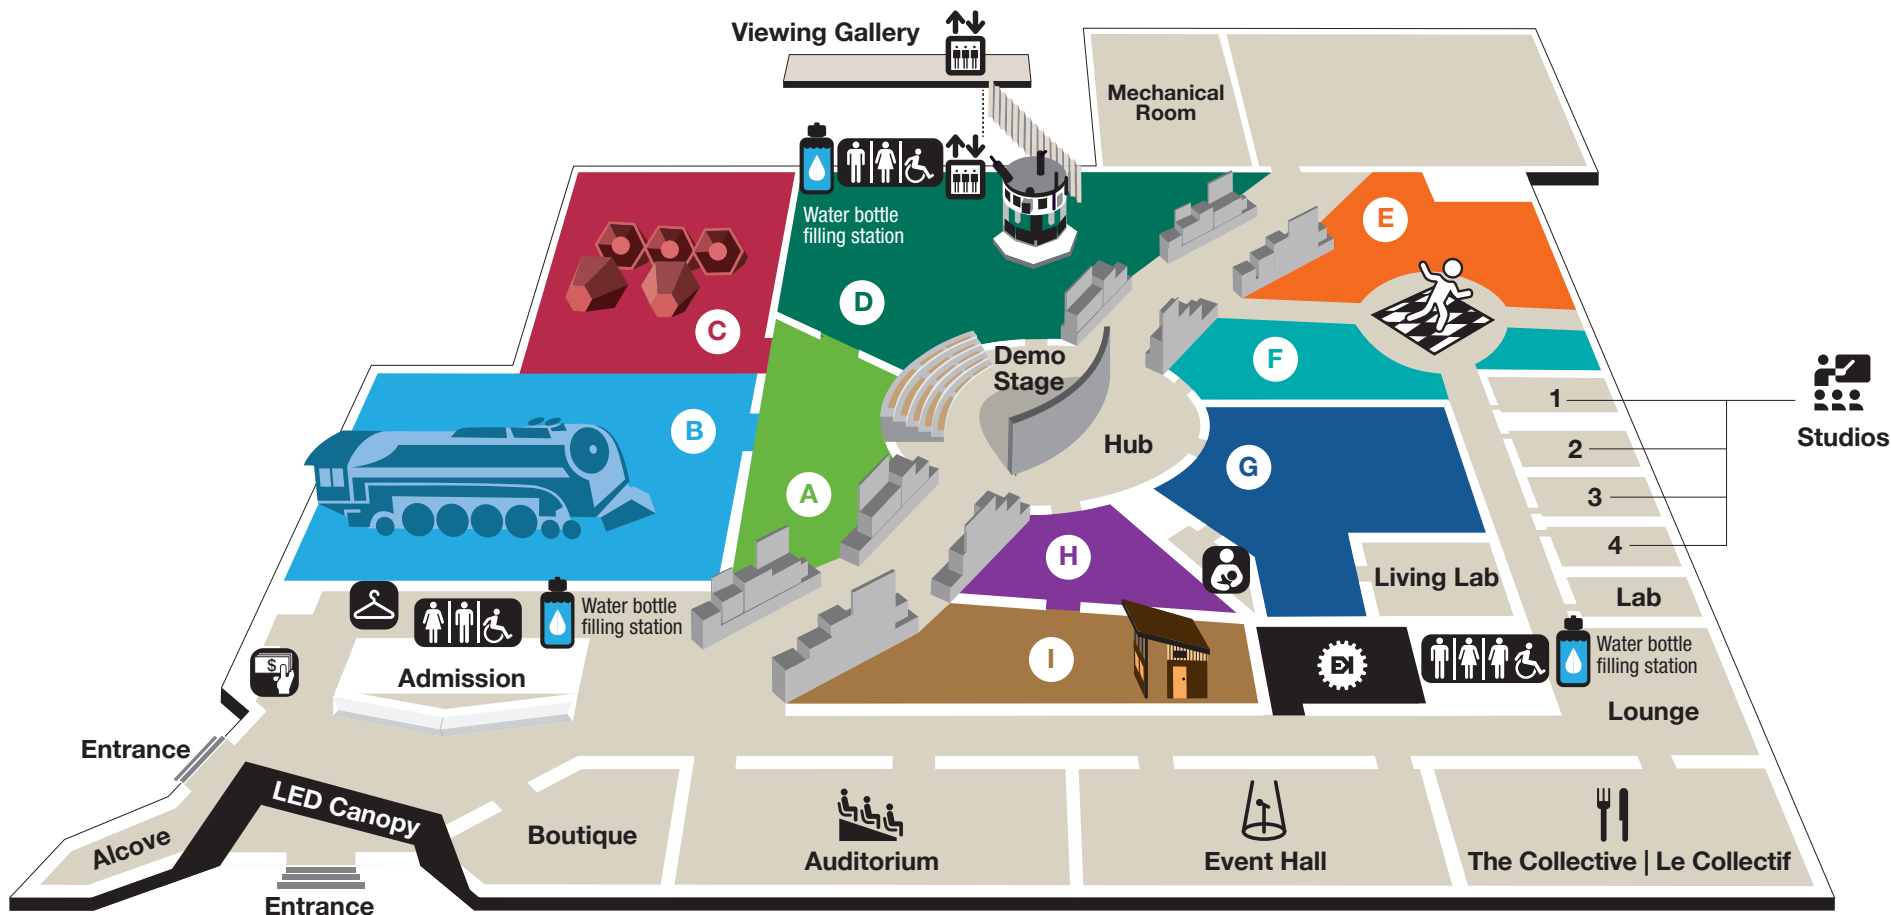 Viewing Gallery
Mechanical
Room
Water bottle
filling station
C
D
E
Demo
Stage
F
1
2
3
4
Studios
B
A
Hub
G
H
Living Lab
Lab
Water bottle
filling station
$
Admission
I
EK
Water bottle
filling station
Lounge
Entrance
LED Canopy
Alcove
Boutique
Auditorium
Event Hall
The Collective | Le Collectif
Entrance